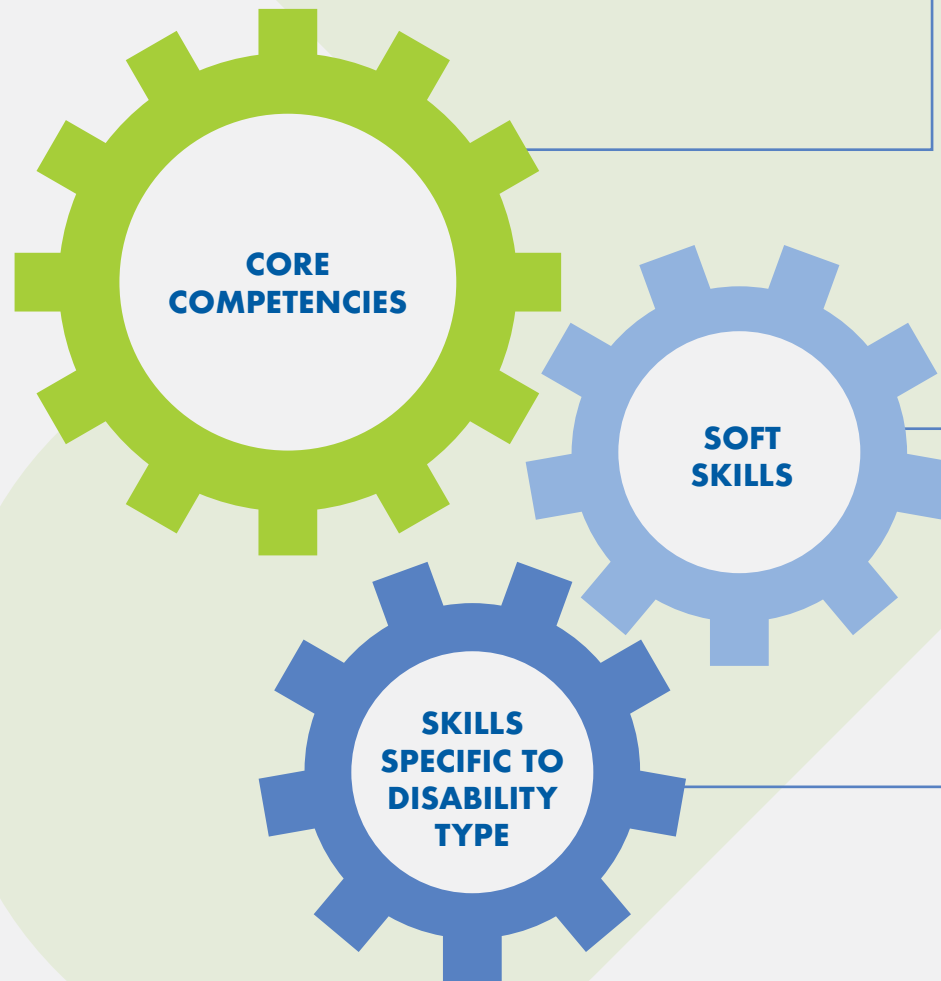 CORE
COMPETENCIES
SOFT
SKILLS
SKILLS
SPECIFIC TO
DISABILITY
TYPE